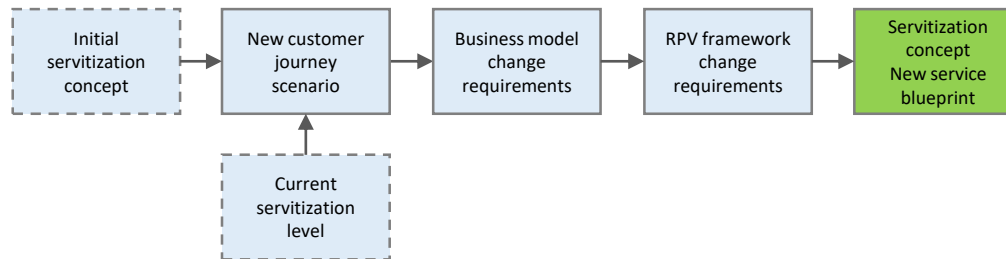 Initial
servitization
concept
New customer
journey
scenario
Business model
change
requirements
RPV framework
change
requirements
Servitization
concept
New service
blueprint
Current
servitization
level